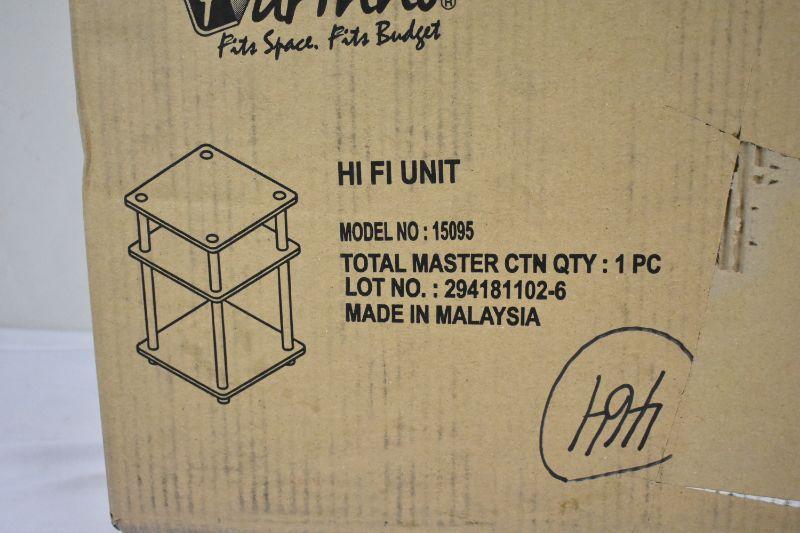 Furinno®
Fits Space. Fits Budget
HI FI UNIT
MODEL NO : 15095
TOTAL MASTER CTN QTY : 1 PC
LOT NO. : 294181102-6
MADE IN MALAYSIA